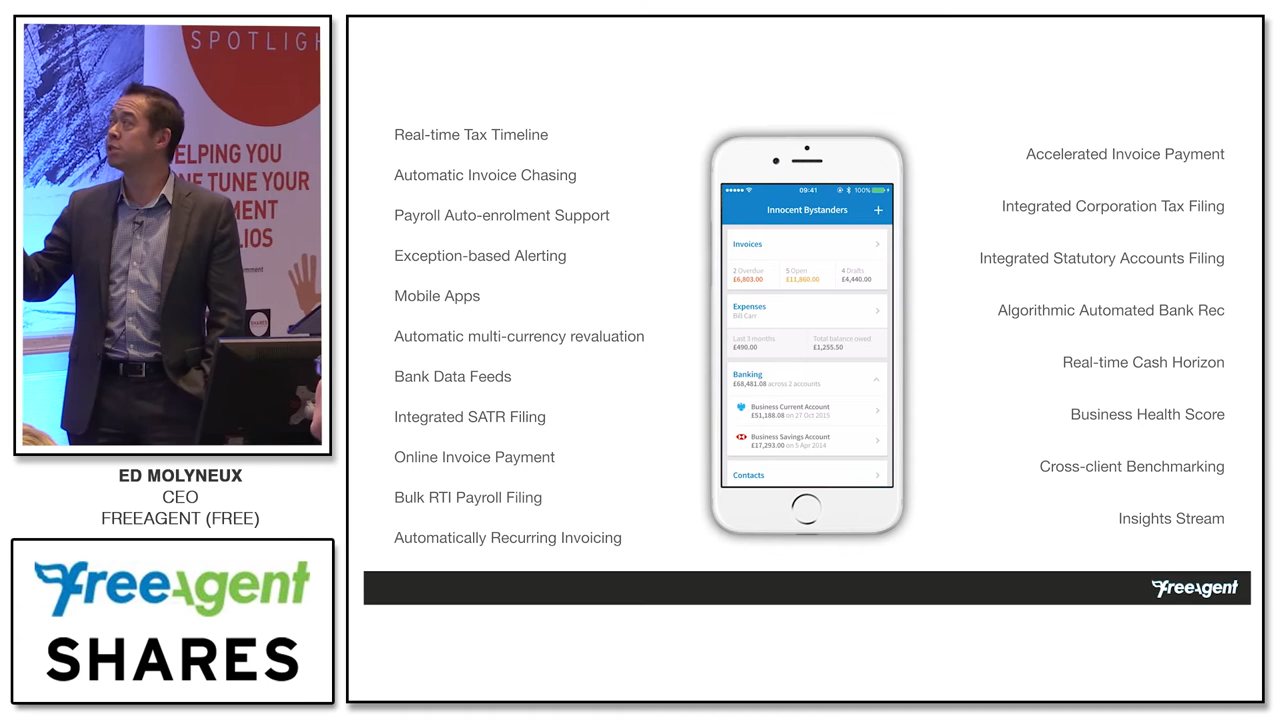 SPOTLIGH
HELPING YOU
NE TUNE YOUR
MENT
LIOS
SHARES
ED MOLYNEUX
CEO
FREEAGENT (FREE)
freeAgent
SHARES
Real-time Tax Timeline
Automatic Invoice Chasing
Payroll Auto-enrolment Support
Exception-based Alerting
Mobile Apps
Automatic multi-currency revaluation
Bank Data Feeds
Integrated SATR Filing
Online Invoice Payment
Bulk RTI Payroll Filing
Automatically Recurring Invoicing
09:41 100%
Innocent Bystanders +
Invoices
2 Overdue 5 Open 4 Drafts
£6,803.00 £11,860.00 £4,440.00
Expenses
Bill Carr
Last 3 months Total balance owed
£490.00 £1,255.50
Banking
£68,481.08 across 2 accounts
Business Current Account
£51,188.08 on 27 Oct 2015
Business Savings Account
£17,293.00 on 5 Apr 2014
Contacts
Accelerated Invoice Payment
Integrated Corporation Tax Filing
Integrated Statutory Accounts Filing
Algorithmic Automated Bank Rec
Real-time Cash Horizon
Business Health Score
Cross-client Benchmarking
Insights Stream
freeAgent